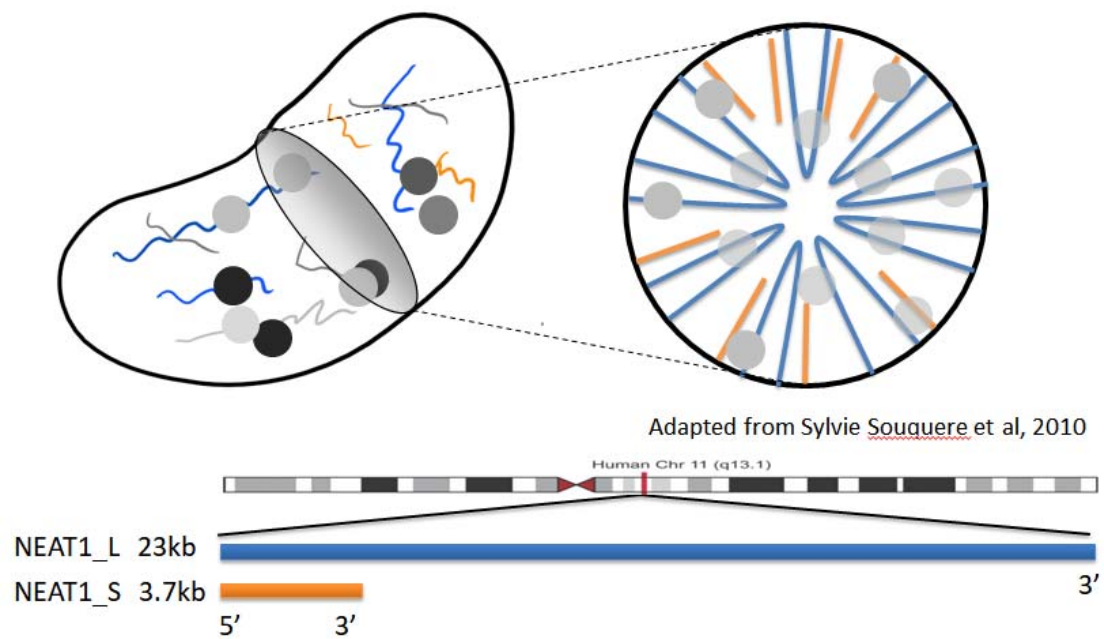 Adapted from Sylvie Souquere et al, 2010
Human Chr 11 (q13.1)
NEAT1_L 23kb
3’
NEAT1_S 3.7kb
5’ 3’